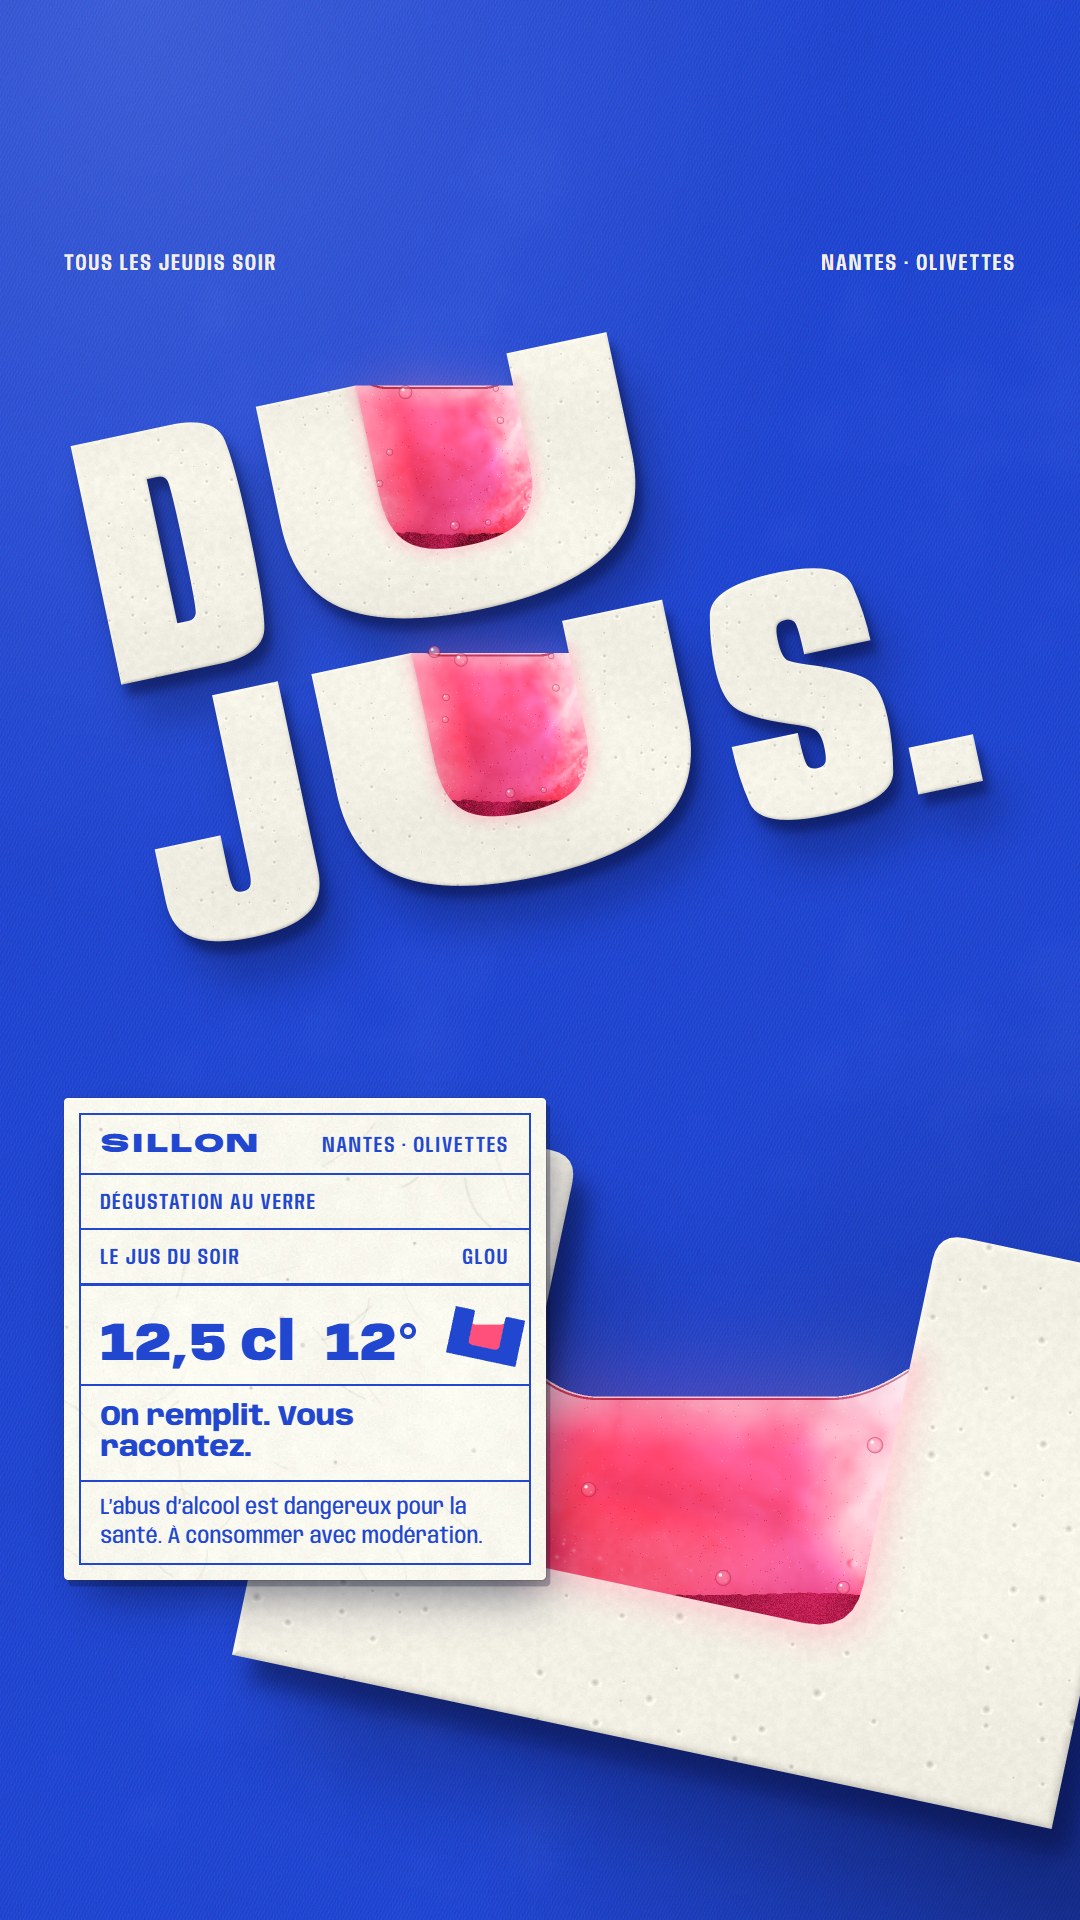 TOUS LES JEUDIS SOIR
NANTES · OLIVETTES
DU
JUS.
SILLON
NANTES · OLIVETTES
DÉGUSTATION AU VERRE
LE JUS DU SOIR
GLOU
12,5 cl 12°
On remplit. Vous
racontez.
L'abus d'alcool est dangereux pour la
santé. À consommer avec modération.